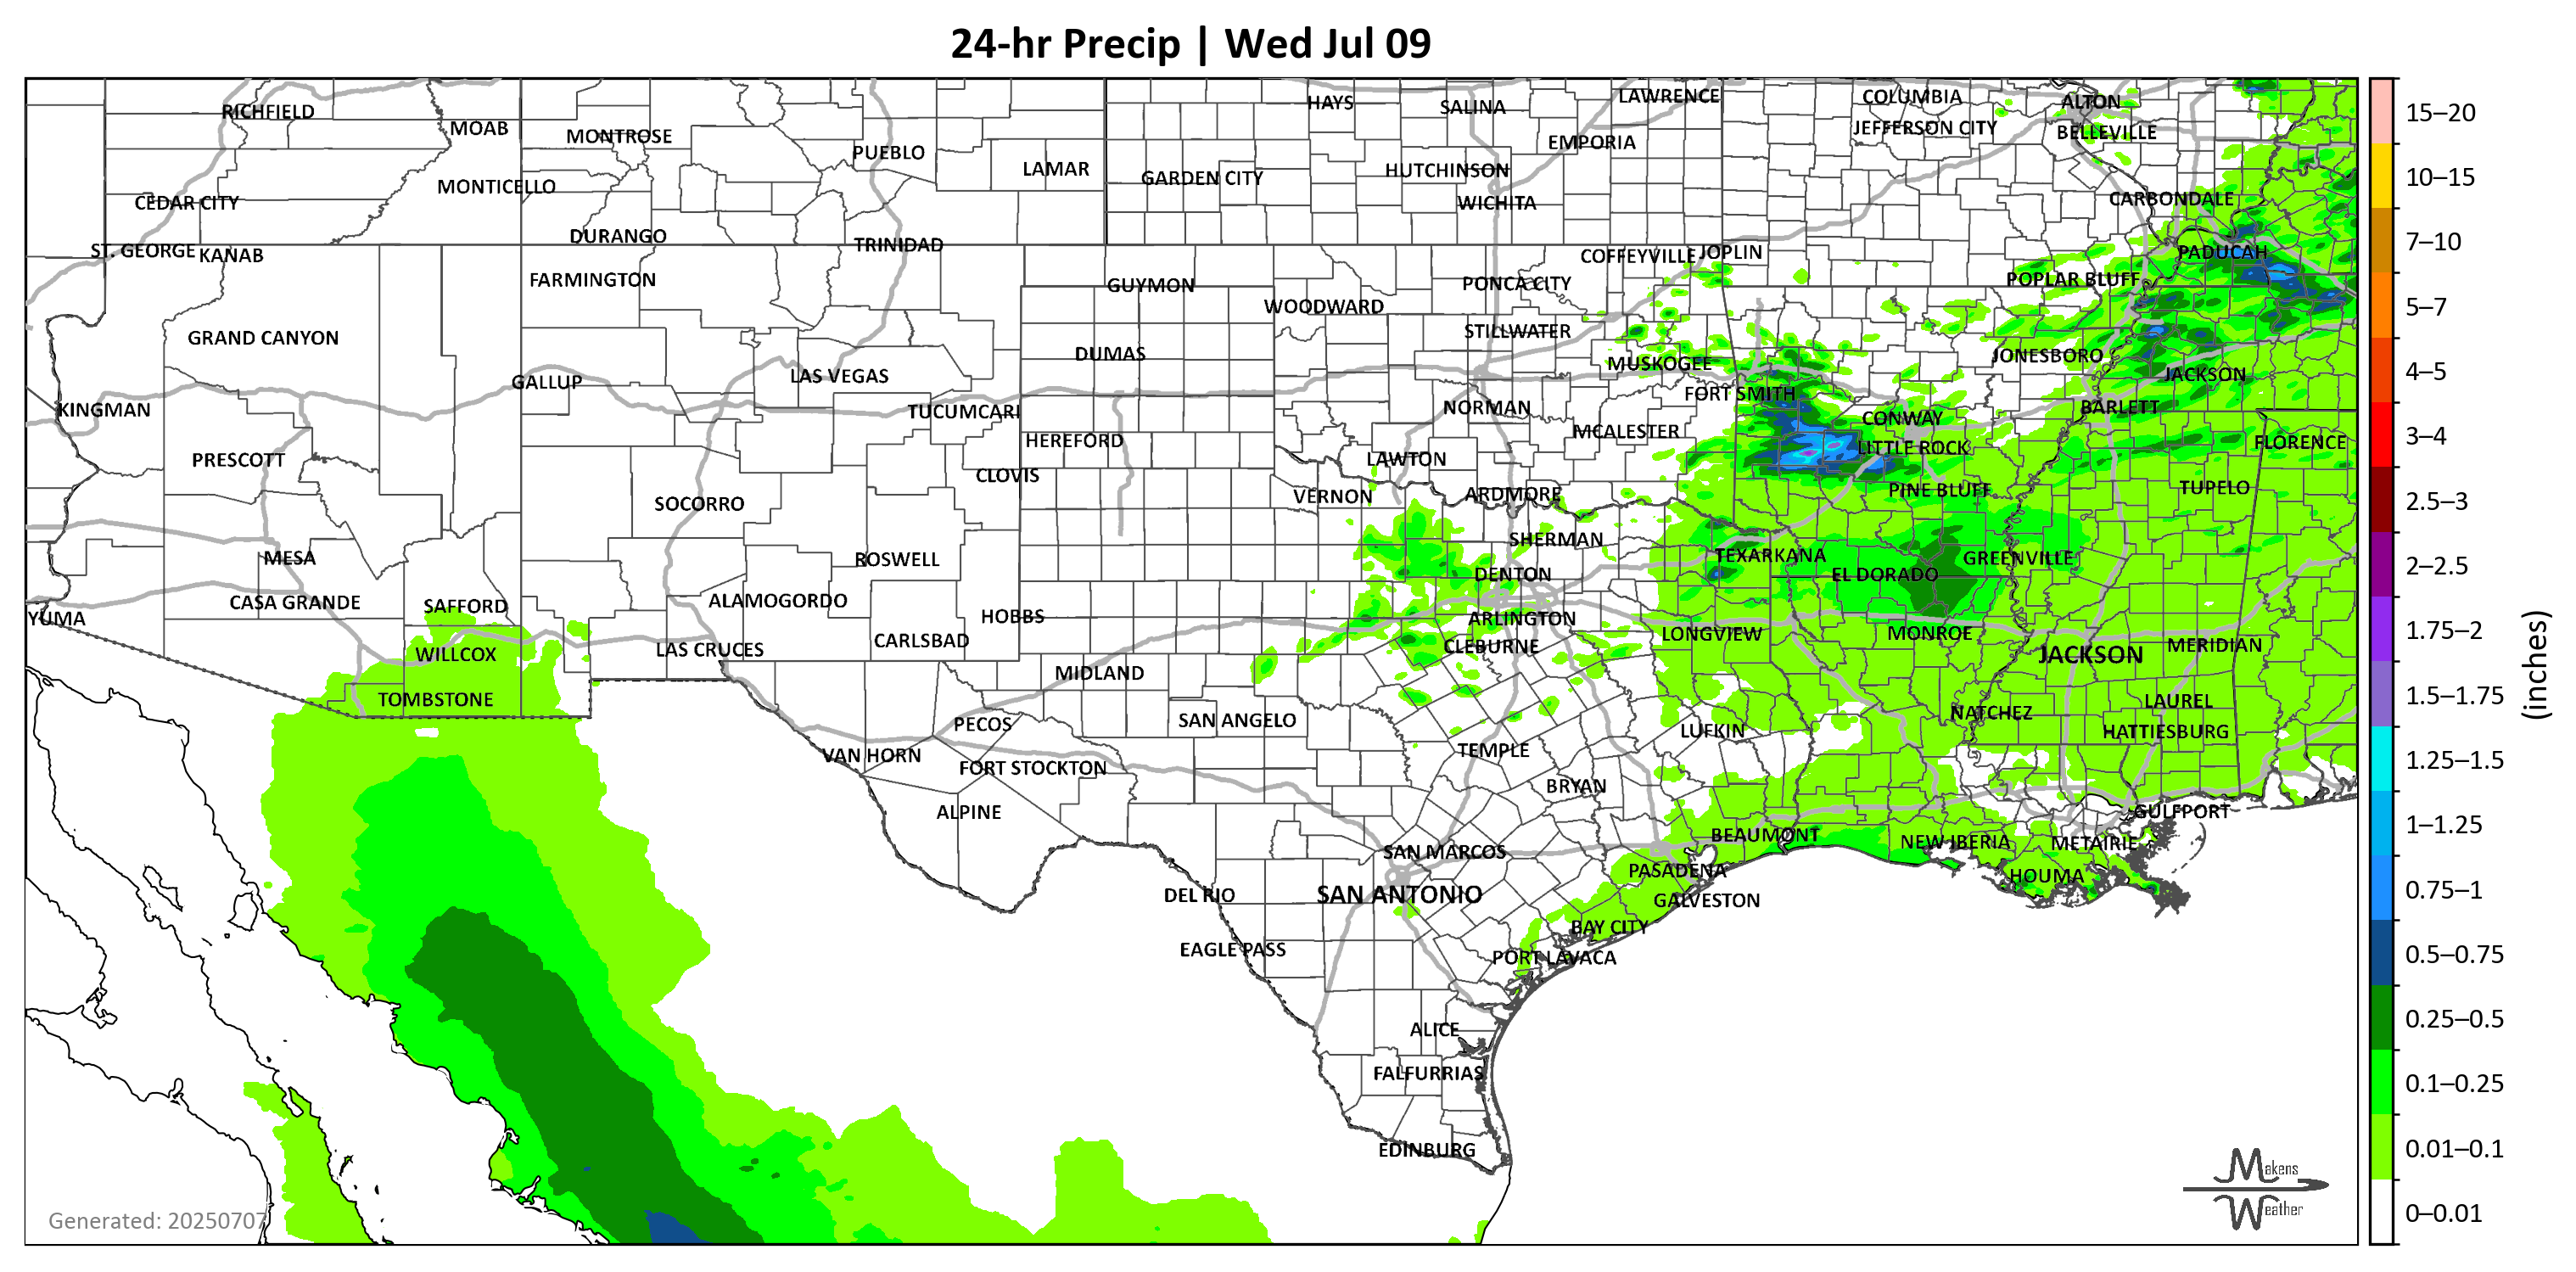 24-hr Precip | Wed Jul 09
RICHFIELD
MOAB
MONTROSE
PUEBLO
LAMAR
HAYS
SALINA
LAWRENCE
COLUMBIA
ALTON
JEFFERSON CITY
BELLEVILLE
EMPORIA
HUTCHINSON
GARDEN CITY
WICHITA
MONTICELLO
CEDAR CITY
CARBONDALE
DURANGO
TRINIDAD
ST. GEORGE
KANAB
COFFEYVILLE
JOPLIN
PADUCAH
FARMINGTON
GUYMON
PONCA CITY
POPLAR BLUFF
WOODWARD
STILLWATER
GRAND CANYON
DUMAS
MUSKOGEE
JONESBORO
GALLUP
LAS VEGAS
JACKSON
FORT SMITH
KINGMAN
TUCUMCARI
NORMAN
BARLETT
CONWAY
MCALESTER
HEREFORD
FLORENCE
LITTLE ROCK
PRESCOTT
LAWTON
CLOVIS
TUPELO
PINE BLUFF
VERNON
ARDMORE
SOCORRO
SHERMAN
MESA
ROSWELL
TEXARKANA
GREENVILLE
DENTON
EL DORADO
CASA GRANDE
SAFFORD
ALAMOGORDO
HOBBS
YUMA
ARLINGTON
CARLSBAD
LONGVIEW
MONROE
CLEBURNE
MERIDIAN
WILLCOX
LAS CRUCES
JACKSON
MIDLAND
TOMBSTONE
LAUREL
NATCHEZ
PECOS
SAN ANGELO
LUFKIN
HATTIESBURG
VAN HORN
TEMPLE
FORT STOCKTON
BRYAN
ALPINE
GULFPORT
BEAUMONT
NEW IBERIA
METAIRIE
SAN MARCOS
PASADENA
HOUMA
DEL RIO
SAN ANTONIO
GALVESTON
BAY CITY
EAGLE PASS
PORT LAVACA
ALICE
FALFURRIAS
EDINBURG
Generated: 20250707
Makens
Weather
15–20
10–15
7–10
5–7
4–5
3–4
2.5–3
2–2.5
1.75–2
1.5–1.75
1.25–1.5
1–1.25
0.75–1
0.5–0.75
0.25–0.5
0.1–0.25
0.01–0.1
0–0.01
(inches)